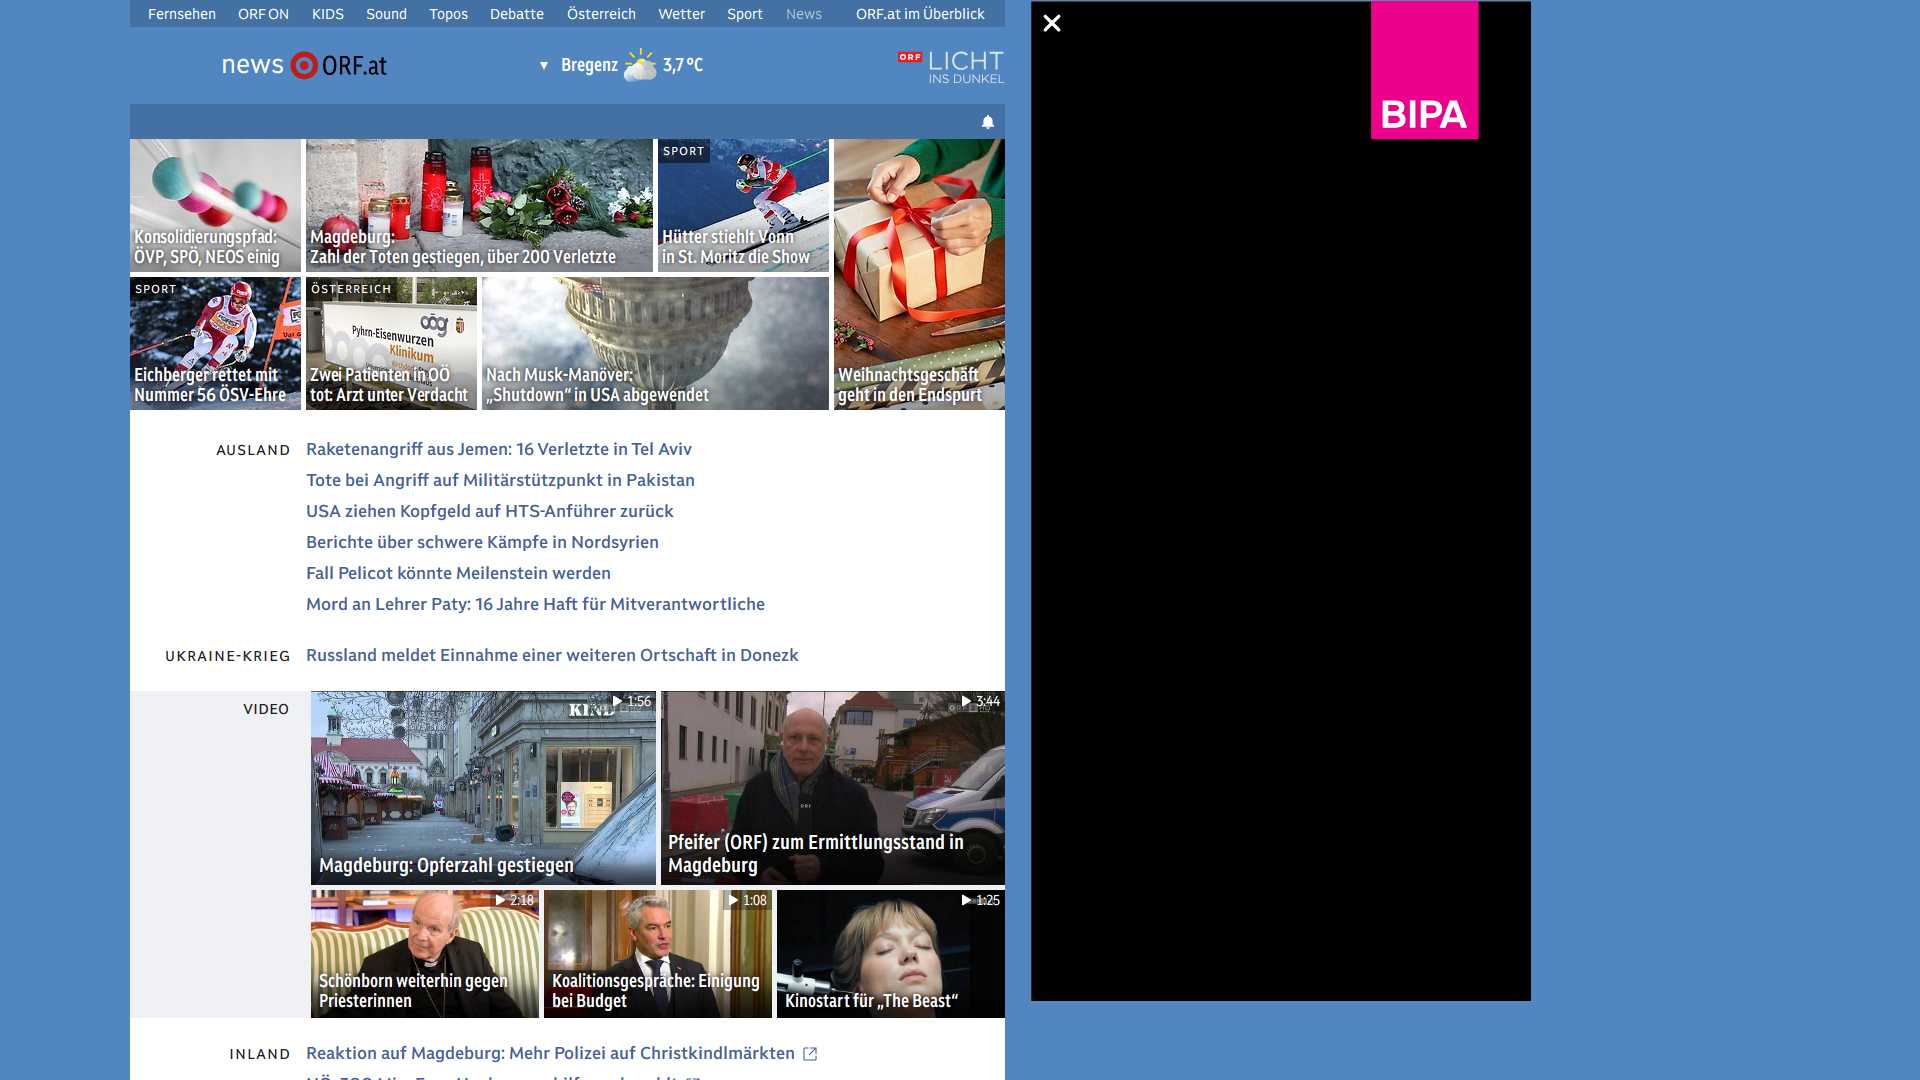 Fernsehen ORF ON KIDS Sound Topos Debatte Österreich Wetter Sport News ORF.at im Überblick
news ORF.at
Bregenz 3,7 °C
ORF LICHT
INS DUNKEL
BIPA
Konsolidierungspfad:
ÖVP, SPÖ, NEOS einig
Magdeburg:
Zahl der Toten gestiegen, über 200 Verletzte
SPORT
Hütter stiehlt Vonn
in St. Moritz die Show
Weihnachtsgeschäft
geht in den Endspurt
SPORT
Eichberger rettet mit
Nummer 56 ÖSV-Ehre
ÖSTERREICH
oög
Pyhrn-Eisenwurzen
Klinikum
Zwei Patienten in OÖ
tot: Arzt unter Verdacht
Nach Musk-Manöver:
„Shutdown“ in USA abgewendet
AUSLAND
Raketenangriff aus Jemen: 16 Verletzte in Tel Aviv
Tote bei Angriff auf Militärstützpunkt in Pakistan
USA ziehen Kopfgeld auf HTS-Anführer zurück
Berichte über schwere Kämpfe in Nordsyrien
Fall Pelicot könnte Meilenstein werden
Mord an Lehrer Paty: 16 Jahre Haft für Mitverantwortliche
UKRAINE-KRIEG
Russland meldet Einnahme einer weiteren Ortschaft in Donezk
VIDEO
1:56
KIND
Magdeburg: Opferzahl gestiegen
3:44
ORF
Pfeifer (ORF) zum Ermittlungsstand in
Magdeburg
2:18
Schönborn weiterhin gegen
Priesterinnen
1:08
Koalitionsgespräche: Einigung
bei Budget
1:25
Kinostart für „The Beast“
INLAND
Reaktion auf Magdeburg: Mehr Polizei auf Christkindlmärkten